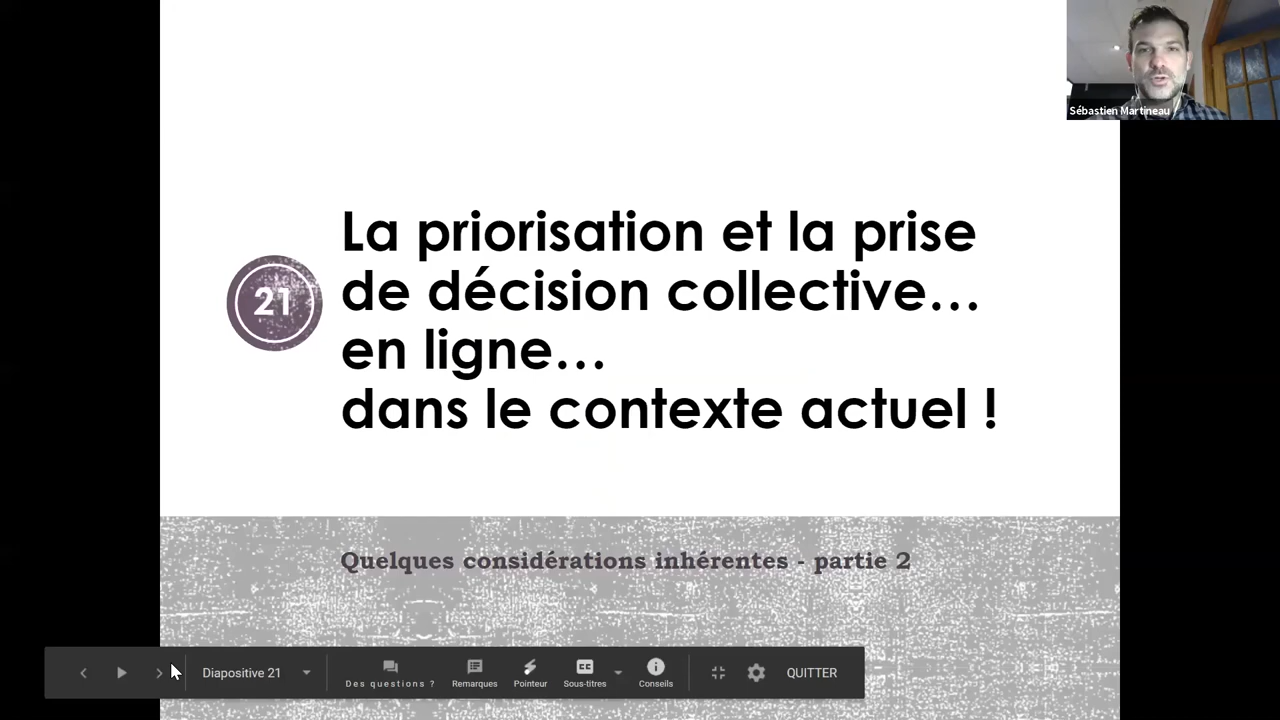 Sébastien Martineau
21
La priorisation et la prise
de décision collective…
en ligne…
dans le contexte actuel !
Quelques considérations inhérentes - partie 2
Diapositive 21
Des questions ?
Remarques
Pointeur
CC
Sous-titres
Conseils
QUITTER